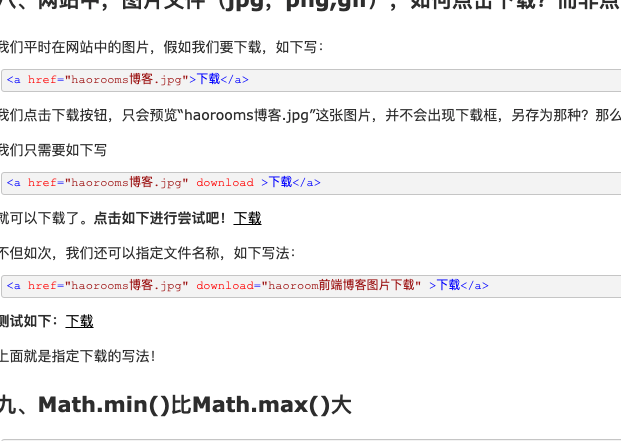 八、网站中，图片文件（jpg，png,gif），如何点击下载？而非点
我们平时在网站中的图片，假如我们要下载，如下写：
<a href="haorooms博客.jpg">下载</a>
我们点击下载按钮，只会预览“haorooms博客.jpg”这张图片，并不会出现下载框，另存为那种？那么
我们只需要如下写
<a href="haorooms博客.jpg" download >下载</a>
就可以下载了。点击如下进行尝试吧！下载
不但如次，我们还可以指定文件名称，如下写法：
<a href="haorooms博客.jpg" download="haoroom前端博客图片下载" >下载</a>
测试如下：下载
上面就是指定下载的写法！
九、Math.min()比Math.max()大